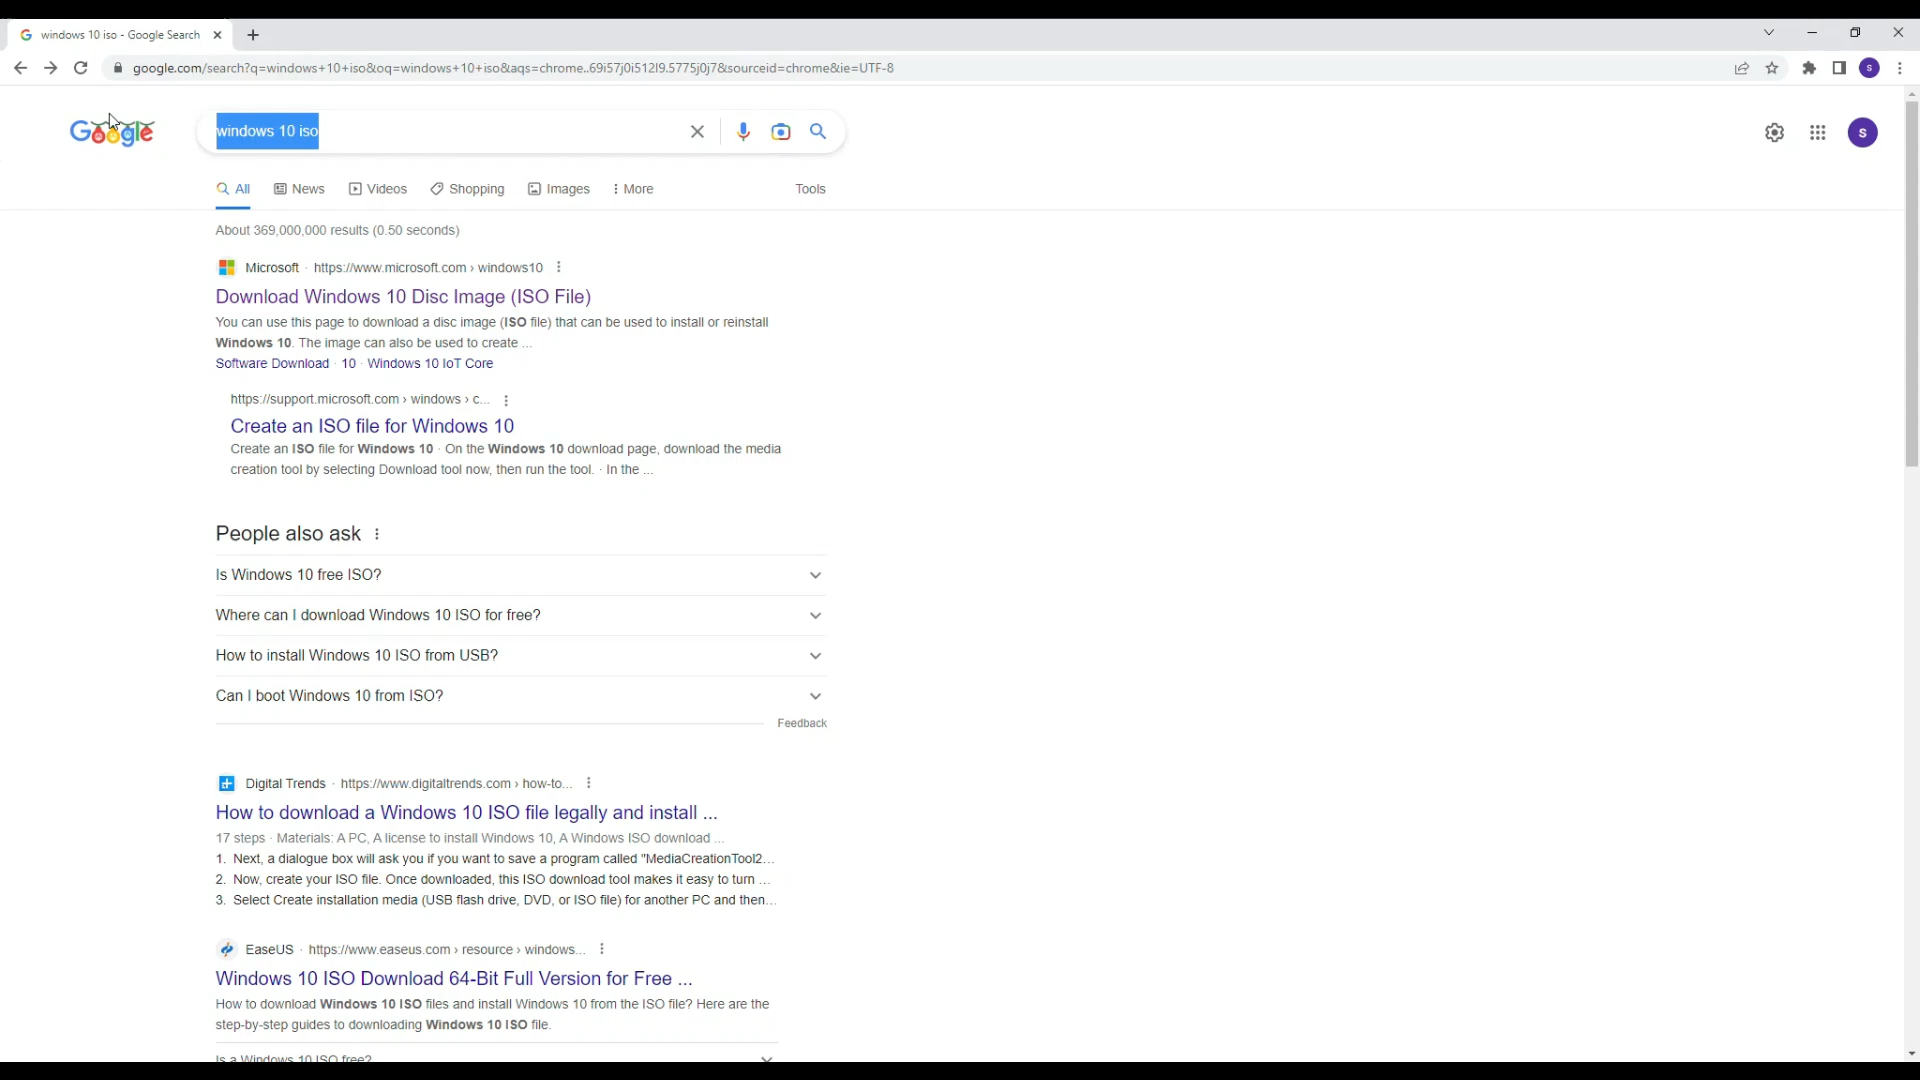 windows 10 iso - Google Search
google.com/search?q=windows+10+iso&oq=windows+10+iso&aqs=chrome..69i57j0i512l9.5775j0j7&sourceid=chrome&ie=UTF-8
S
Google
windows 10 iso
S
All
News
Videos
Shopping
Images
More
Tools
About 369,000,000 results (0.50 seconds)
Microsoft · https://www.microsoft.com › windows10
Download Windows 10 Disc Image (ISO File)
You can use this page to download a disc image (ISO file) that can be used to install or reinstall
Windows 10. The image can also be used to create ...
Software Download · 10 · Windows 10 IoT Core
https://support.microsoft.com › windows › c...
Create an ISO file for Windows 10
Create an ISO file for Windows 10 · On the Windows 10 download page, download the media
creation tool by selecting Download tool now, then run the tool. · In the ...
People also ask
Is Windows 10 free ISO?
Where can I download Windows 10 ISO for free?
How to install Windows 10 ISO from USB?
Can I boot Windows 10 from ISO?
Feedback
Digital Trends · https://www.digitaltrends.com › how-to...
How to download a Windows 10 ISO file legally and install ...
17 steps · Materials: A PC, A license to install Windows 10, A Windows ISO download ...
1. Next, a dialogue box will ask you if you want to save a program called "MediaCreationTool2...
2. Now, create your ISO file. Once downloaded, this ISO download tool makes it easy to turn ...
3. Select Create installation media (USB flash drive, DVD, or ISO file) for another PC and then...
EaseUS · https://www.easeus.com › resource › windows...
Windows 10 ISO Download 64-Bit Full Version for Free ...
How to download Windows 10 ISO files and install Windows 10 from the ISO file? Here are the
step-by-step guides to downloading Windows 10 ISO file.
Is a Windows 10 ISO free?